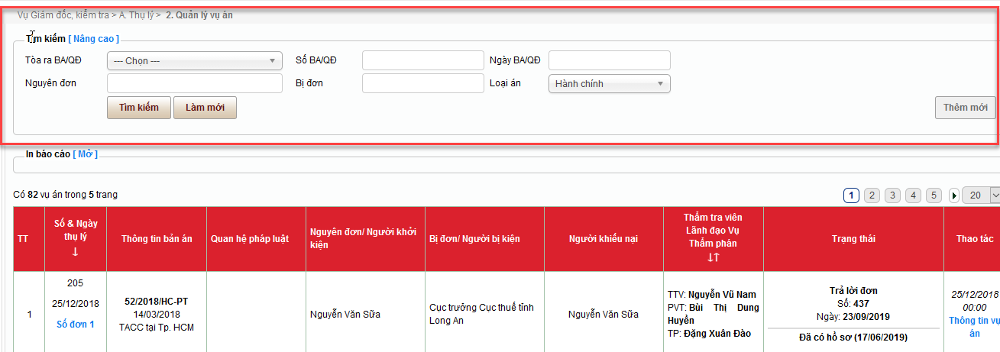 Vụ Giám đốc, kiểm tra > A. Thụ lý > 2. Quản lý vụ án
Tìm kiếm [ Nâng cao ]
Tòa ra BA/QĐ --- Chọn --- Số BA/QĐ Ngày BA/QĐ
Nguyên đơn Bị đơn Loại án Hành chính
Tìm kiếm Làm mới Thêm mới
In báo cáo [ Mở ]
Có 82 vụ án trong 5 trang 1 2 3 4 5 20
TT
Số & Ngày
thụ lý
↓
Thông tin bản án
Quan hệ pháp luật
Nguyên đơn/ Người khởi
kiện
Bị đơn/ Người bị kiện
Người khiếu nại
Thẩm tra viên
Lãnh đạo Vụ
Thẩm phán
↓↑
Trạng thái
Thao tác
1
205
25/12/2018
Số đơn 1
52/2018/HC-PT
14/03/2018
TACC tại Tp. HCM
Nguyễn Văn Sữa
Cục trưởng Cục thuế tỉnh
Long An
Nguyễn Văn Sữa
TTV: Nguyễn Vũ Nam
PVT: Bùi Thị Dung
Huyền
TP: Đặng Xuân Đào
Trả lời đơn
Số: 437
Ngày: 23/09/2019
Đã có hồ sơ (17/06/2019)
25/12/2018
00:00
Thông tin vụ
án